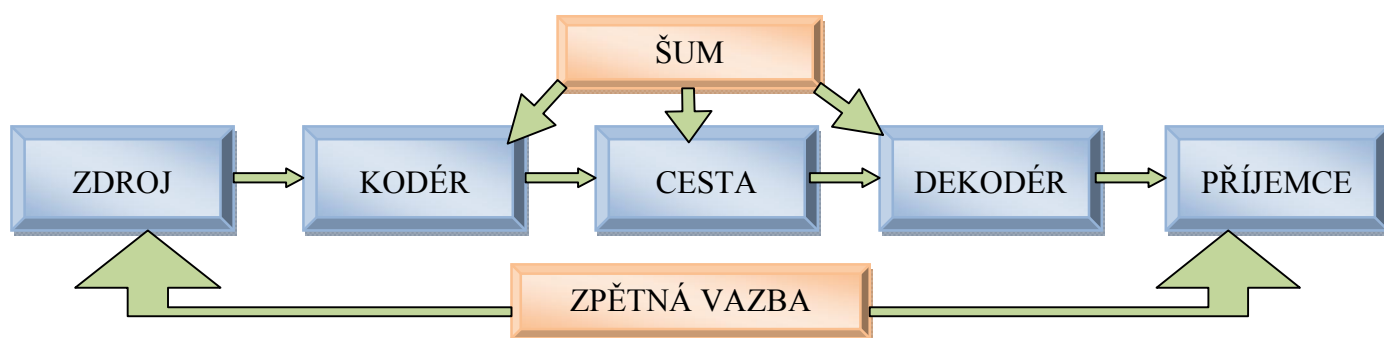 ŠUM
ZDROJ
KODÉR
CESTA
DEKODÉR
PŘÍJEMCE
ZPĚTNÁ VAZBA